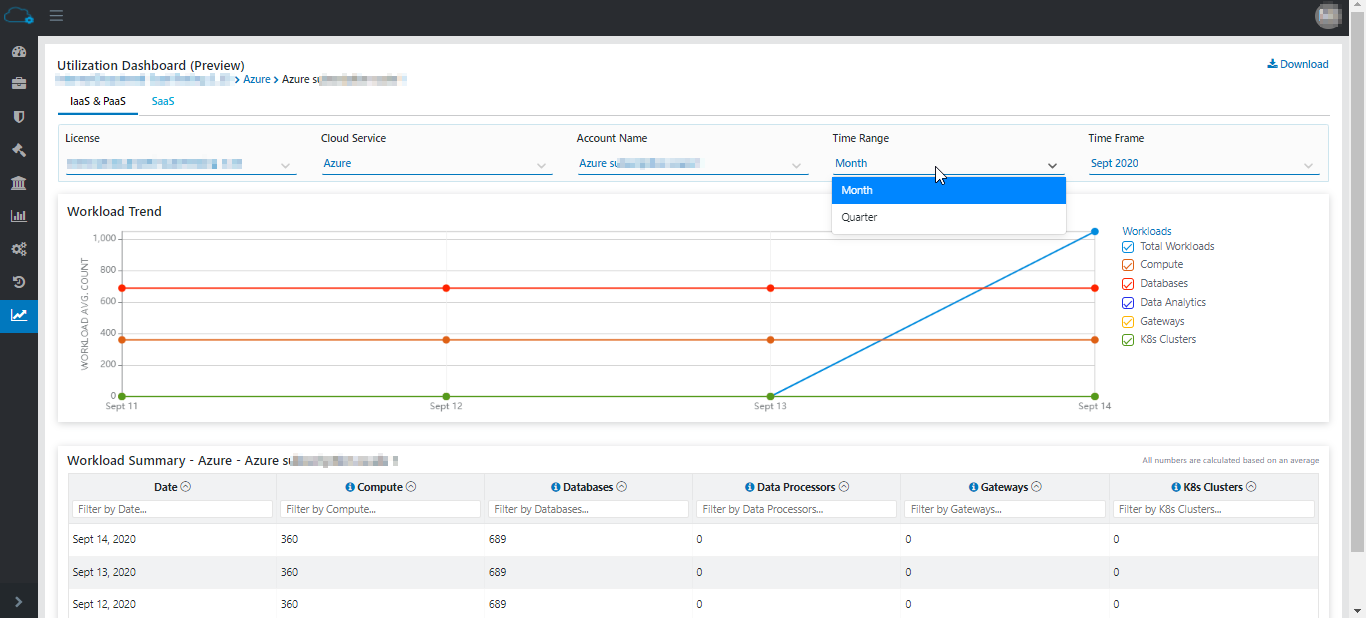 Utilization Dashboard (Preview)
Download
> Azure > Azure
IaaS & PaaS SaaS
License Cloud Service Account Name Time Range Time Frame
Azure Azure Month Sept 2020
Month
Quarter
Workload Trend
Workloads
Total Workloads
Compute
Databases
Data Analytics
Gateways
K8s Clusters
WORKLOAD AVG. COUNT
1,000
800
600
400
200
0
Sept 11 Sept 12 Sept 13 Sept 14
Workload Summary - Azure - Azure
All numbers are calculated based on an average
Date Compute Databases Data Processors Gateways K8s Clusters
Filter by Date... Filter by Compute... Filter by Databases... Filter by Data Processors... Filter by Gateways... Filter by K8s Clusters...
Sept 14, 2020 360 689 0 0 0
Sept 13, 2020 360 689 0 0 0
Sept 12, 2020 360 689 0 0 0